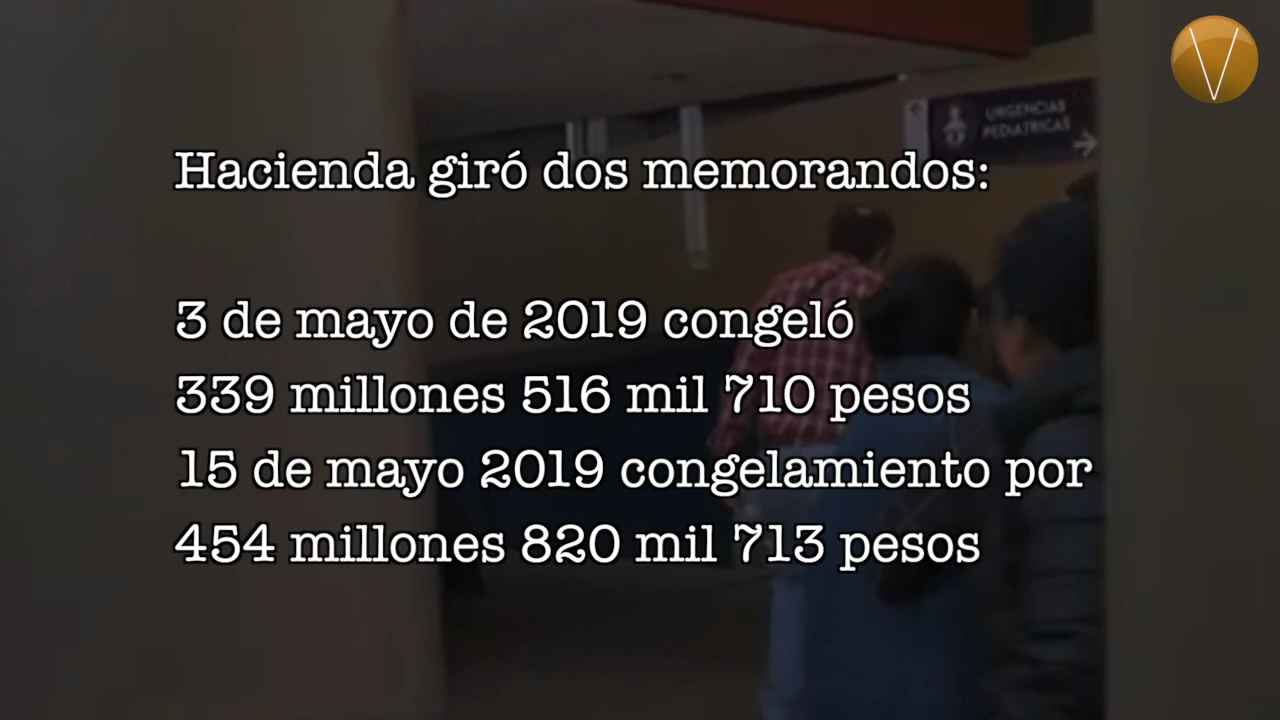 V
URGENCIAS
PEDIATRICAS
Hacienda giró dos memorandos:
3 de mayo de 2019 congeló
339 millones 516 mil 710 pesos
15 de mayo 2019 congelamiento por
454 millones 820 mil 713 pesos